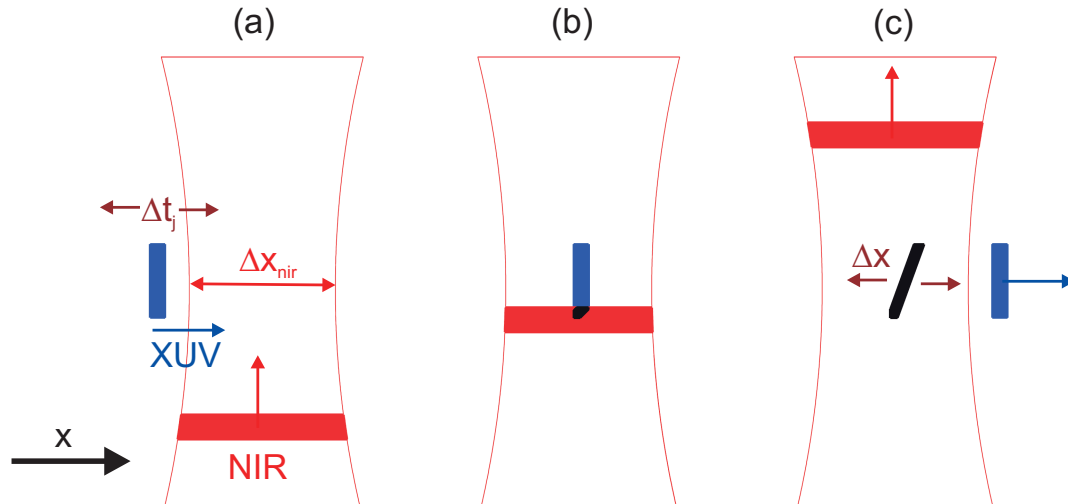 (a)
(b)
(c)
Δtⱼ
Δxₙᵢᵣ
Δx
XUV
x
NIR